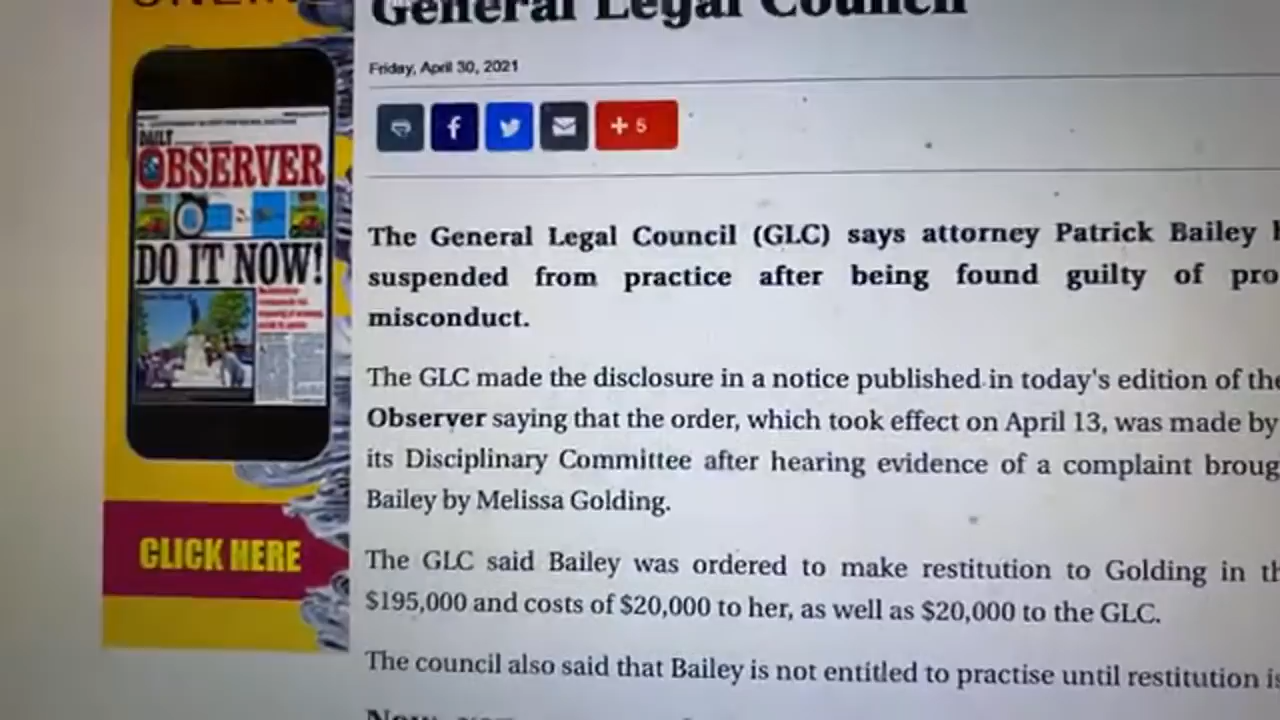 General Legal Council
Friday, April 30, 2021
f
+ 5
DAILY
OBSERVER
DO IT NOW!
CLICK HERE
The General Legal Council (GLC) says attorney Patrick Bailey
suspended from practice after being found guilty of pro
misconduct.
The GLC made the disclosure in a notice published in today's edition of the
Observer saying that the order, which took effect on April 13, was made by
its Disciplinary Committee after hearing evidence of a complaint broug
Bailey by Melissa Golding.
The GLC said Bailey was ordered to make restitution to Golding in th
$195,000 and costs of $20,000 to her, as well as $20,000 to the GLC.
The council also said that Bailey is not entitled to practise until restitution is